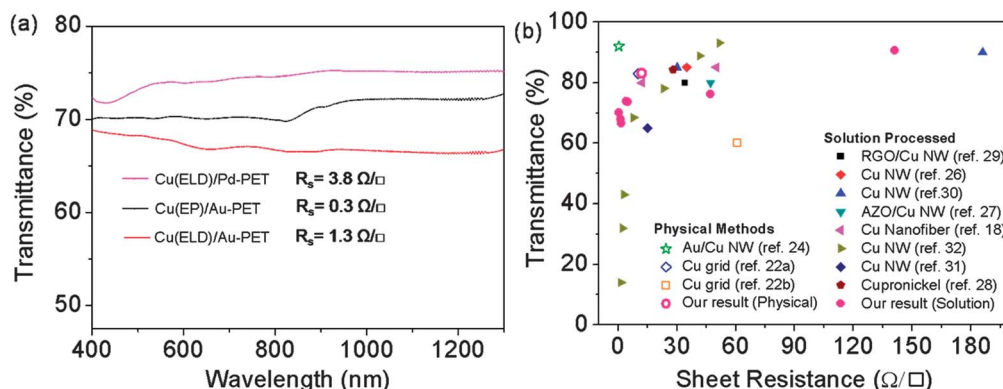 (a)
80
75
70
65
60
55
50
Transmittance (%)
Cu(ELD)/Pd-PET Rs= 3.8 Ω/□
Cu(EP)/Au-PET Rs= 0.3 Ω/□
Cu(ELD)/Au-PET Rs= 1.3 Ω/□
400 600 800 1000 1200
Wavelength (nm)
(b)
100
80
60
40
20
0
Transmittance (%)
Physical Methods
Au/Cu NW (ref. 24)
Cu grid (ref. 22a)
Cu grid (ref. 22b)
Our result (Physical)
Solution Processed
RGO/Cu NW (ref. 29)
Cu NW (ref. 26)
Cu NW (ref.30)
AZO/Cu NW (ref. 27)
Cu Nanofiber (ref. 18)
Cu NW (ref. 32)
Cu NW (ref. 31)
Cupronickel (ref. 28)
Our result (Solution)
0 30 60 90 120 150 180
Sheet Resistance (Ω/□)